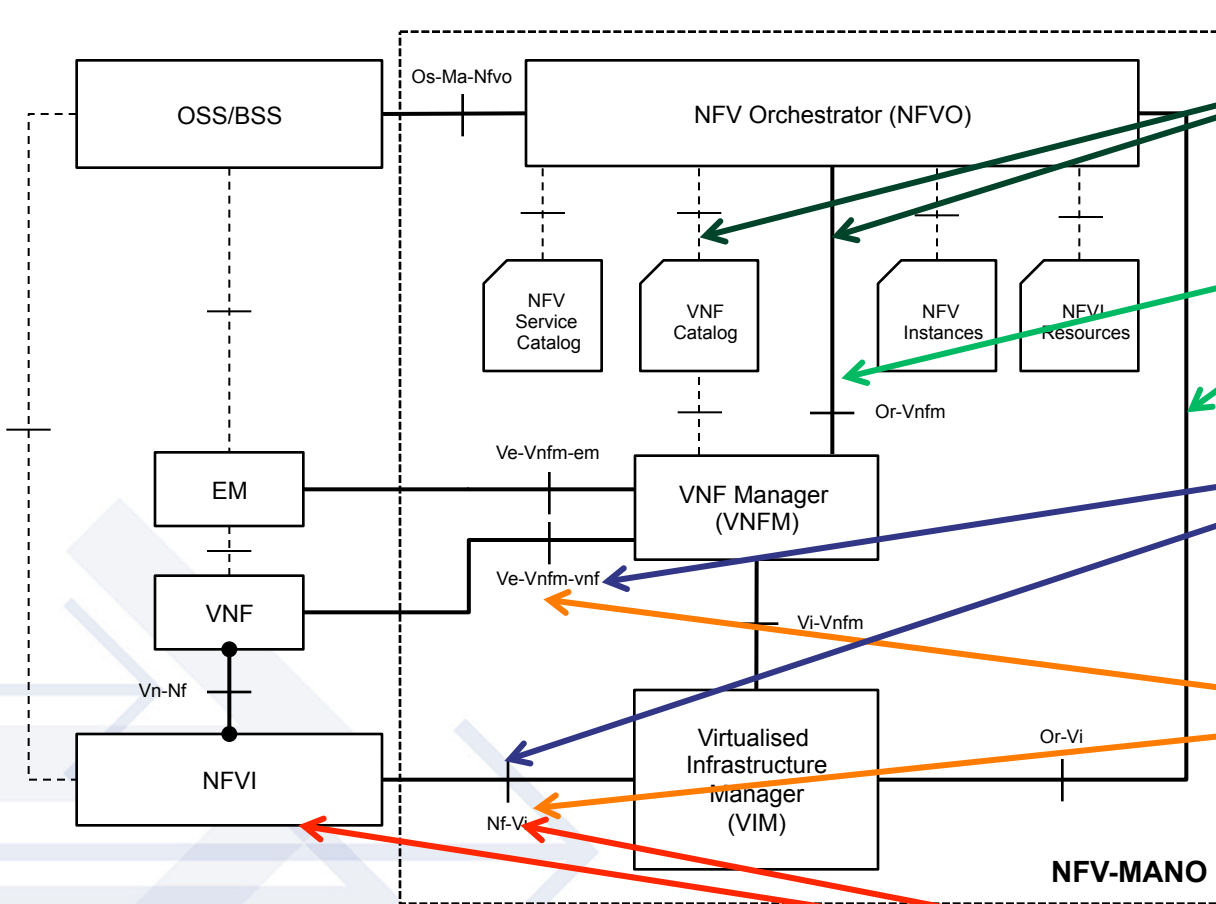 Os-Ma-Nfvo
OSS/BSS
NFV Orchestrator (NFVO)
NFV
Service
Catalog
VNF
Catalog
NFV
Instances
NFVI
Resources
Or-Vnfm
Ve-Vnfm-em
EM
VNF Manager
(VNFM)
Ve-Vnfm-vnf
VNF
Vi-Vnfm
Vn-Nf
Virtualised
Infrastructure
Manager
(VIM)
Or-Vi
NFVI
Nf-Vi
NFV-MANO